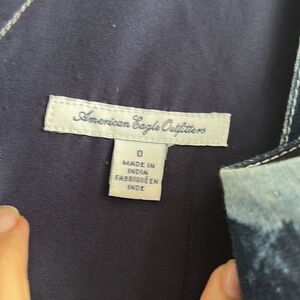 American Eagle Outfitters
0
MADE IN
INDIA
FABRIQUÉ EN
INDE